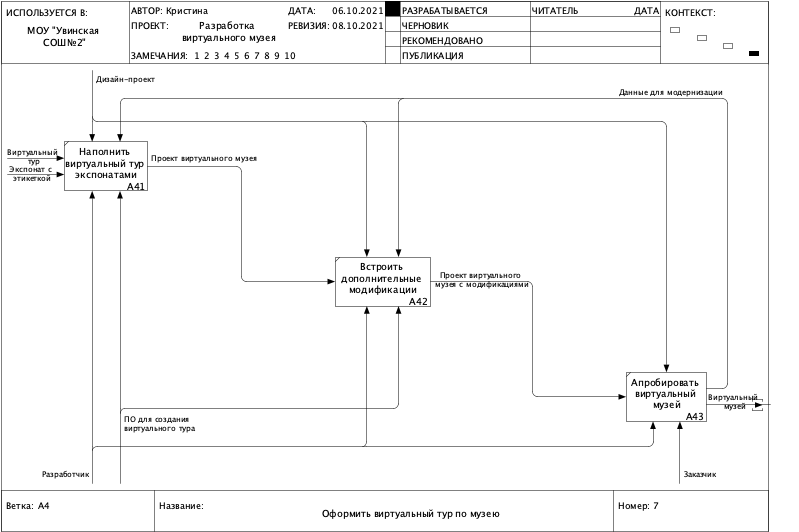 ИСПОЛЬЗУЕТСЯ В:
МОУ "Увинская
СОШ№2"
АВТОР: Кристина
ДАТА: 06.10.2021
ПРОЕКТ: Разработка
виртуального музея
РЕВИЗИЯ: 08.10.2021
ЗАМЕЧАНИЯ: 1 2 3 4 5 6 7 8 9 10
РАЗРАБАТЫВАЕТСЯ
ЧЕРНОВИК
РЕКОМЕНДОВАНО
ПУБЛИКАЦИЯ
ЧИТАТЕЛЬ
ДАТА
КОНТЕКСТ:
Дизайн-проект
Данные для модернизации
Виртуальный
тур
Экспонат с
этикеткой
Наполнить
виртуальный тур
экспонатами
A41
Проект виртуального музея
Встроить
дополнительные
модификации
A42
Проект виртуального
музея с модификациями
Апробировать
виртуальный
музей
A43
Виртуальный
музей
ПО для создания
виртуального тура
Разработчик
Заказчик
Ветка: A4
Название:
Оформить виртуальный тур по музею
Номер: 7